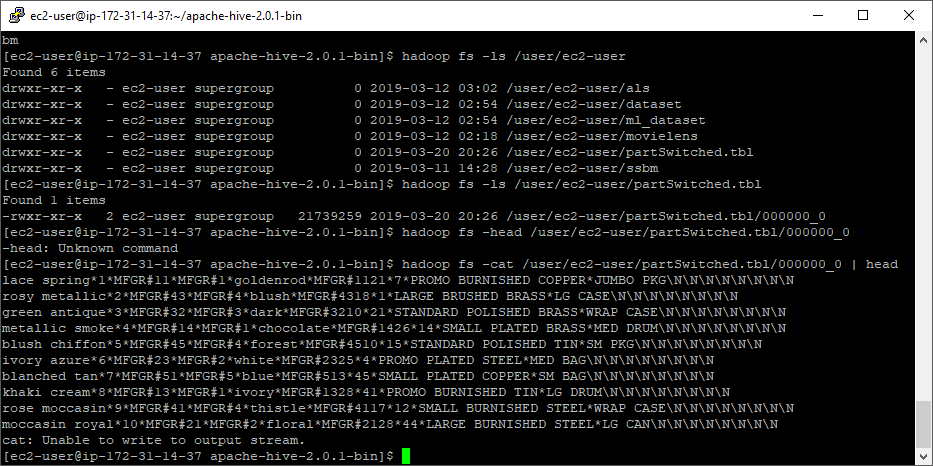 ec2-user@ip-172-31-14-37:~/apache-hive-2.0.1-bin
bm
[ec2-user@ip-172-31-14-37 apache-hive-2.0.1-bin]$ hadoop fs -ls /user/ec2-user
Found 6 items
drwxr-xr-x   - ec2-user supergroup          0 2019-03-12 03:02 /user/ec2-user/als
drwxr-xr-x   - ec2-user supergroup          0 2019-03-12 02:54 /user/ec2-user/dataset
drwxr-xr-x   - ec2-user supergroup          0 2019-03-12 02:54 /user/ec2-user/ml_dataset
drwxr-xr-x   - ec2-user supergroup          0 2019-03-12 02:18 /user/ec2-user/movielens
drwxr-xr-x   - ec2-user supergroup          0 2019-03-20 20:26 /user/ec2-user/partSwitched.tbl
drwxr-xr-x   - ec2-user supergroup          0 2019-03-11 14:28 /user/ec2-user/ssbm
[ec2-user@ip-172-31-14-37 apache-hive-2.0.1-bin]$ hadoop fs -ls /user/ec2-user/partSwitched.tbl
Found 1 items
-rwxr-xr-x   2 ec2-user supergroup   21739259 2019-03-20 20:26 /user/ec2-user/partSwitched.tbl/000000_0
[ec2-user@ip-172-31-14-37 apache-hive-2.0.1-bin]$ hadoop fs -head /user/ec2-user/partSwitched.tbl/000000_0
-head: Unknown command
[ec2-user@ip-172-31-14-37 apache-hive-2.0.1-bin]$ hadoop fs -cat /user/ec2-user/partSwitched.tbl/000000_0 | head
lace spring*1*MFGR#11*MFGR#1*goldenrod*MFGR#1121*7*PROMO BURNISHED COPPER*JUMBO PKG\N\N\N\N\N\N\N\N
rosy metallic*2*MFGR#43*MFGR#4*blush*MFGR#4318*1*LARGE BRUSHED BRASS*LG CASE\N\N\N\N\N\N\N\N
green antique*3*MFGR#32*MFGR#3*dark*MFGR#3210*21*STANDARD POLISHED BRASS*WRAP CASE\N\N\N\N\N\N\N\N
metallic smoke*4*MFGR#14*MFGR#1*chocolate*MFGR#1426*14*SMALL PLATED BRASS*MED DRUM\N\N\N\N\N\N\N\N
blush chiffon*5*MFGR#45*MFGR#4*forest*MFGR#4510*15*STANDARD POLISHED TIN*SM PKG\N\N\N\N\N\N\N\N
ivory azure*6*MFGR#23*MFGR#2*white*MFGR#2325*4*PROMO PLATED STEEL*MED BAG\N\N\N\N\N\N\N\N
blanched tan*7*MFGR#51*MFGR#5*blue*MFGR#513*45*SMALL PLATED COPPER*SM BAG\N\N\N\N\N\N\N\N
khaki cream*8*MFGR#13*MFGR#1*ivory*MFGR#1328*41*PROMO BURNISHED TIN*LG DRUM\N\N\N\N\N\N\N\N
rose moccasin*9*MFGR#41*MFGR#4*thistle*MFGR#4117*12*SMALL BURNISHED STEEL*WRAP CASE\N\N\N\N\N\N\N\N
moccasin royal*10*MFGR#21*MFGR#2*floral*MFGR#2128*44*LARGE BURNISHED STEEL*LG CAN\N\N\N\N\N\N\N\N
cat: Unable to write to output stream.
[ec2-user@ip-172-31-14-37 apache-hive-2.0.1-bin]$